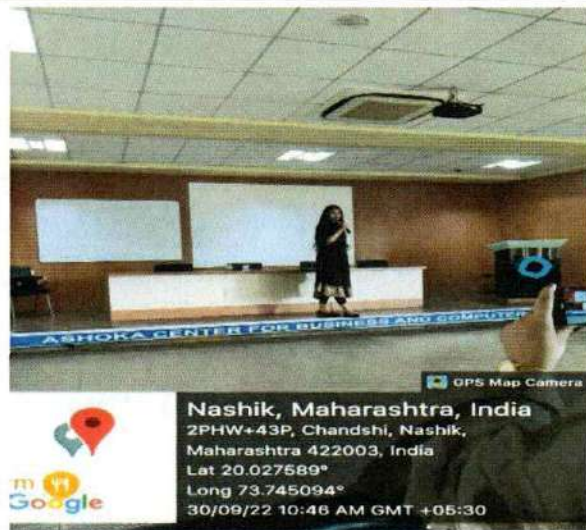 ASHOKA CENTER FOR BUSINESS AND COMPUTER
GPS Map Camera
Nashik, Maharashtra, India
2PHW+43P, Chandshi, Nashik,
Maharashtra 422003, India
Lat 20.027589°
Long 73.745094°
30/09/22 10:46 AM GMT +05:30
m
Google